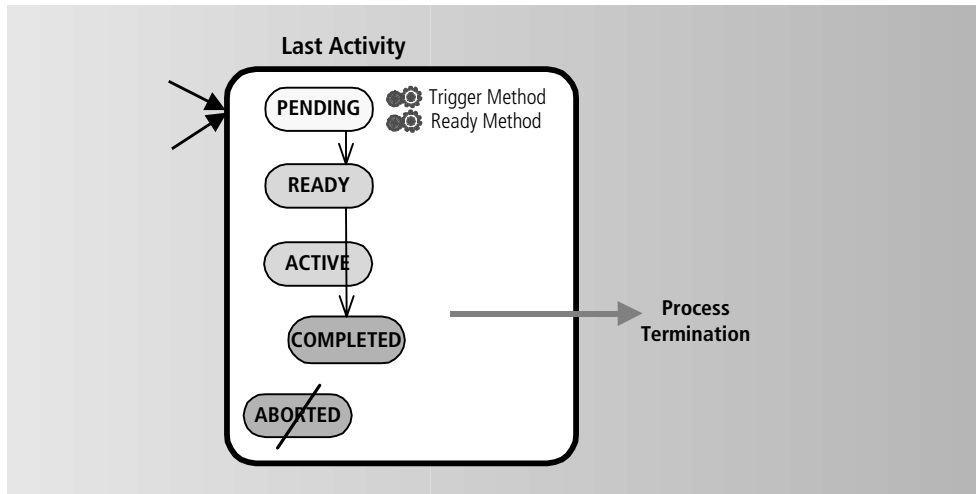 Last Activity
PENDING
Trigger Method
Ready Method
READY
ACTIVE
COMPLETED
Process
Termination
ABORTED